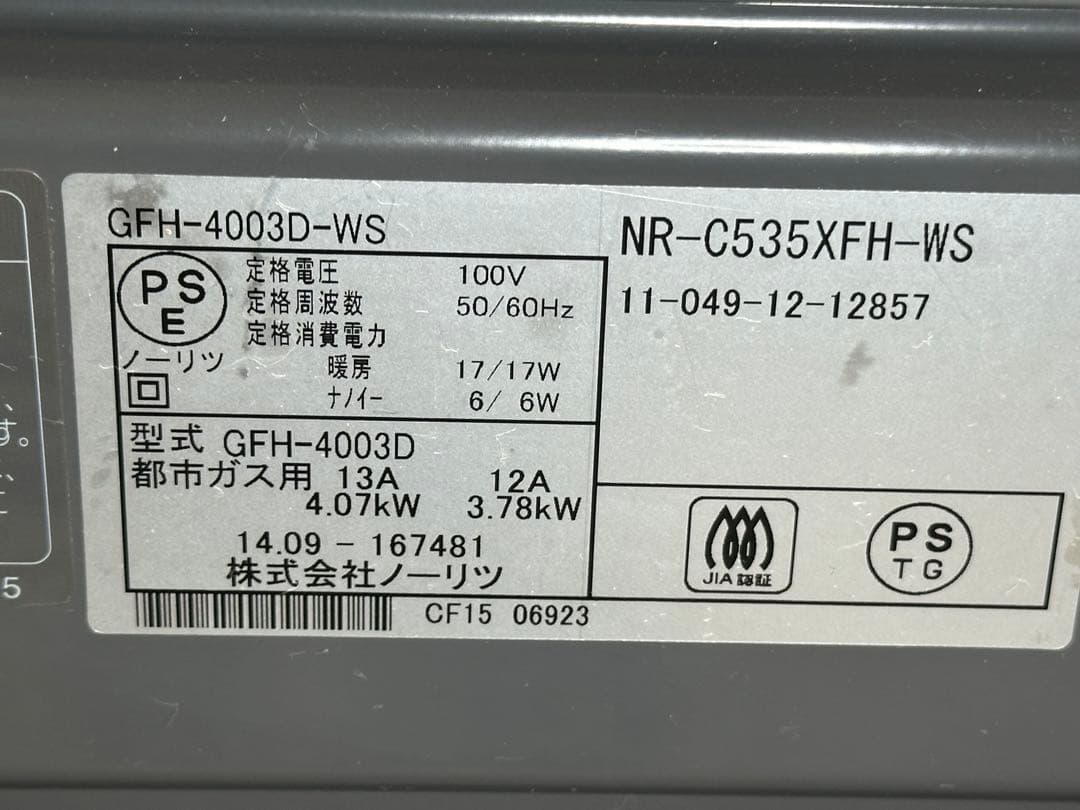 GFH-4003D-WS
PS
E
定格電圧 100V
定格周波数 50/60Hz
定格消費電力
ノーリツ
暖房 17/17W
ナノイー 6/ 6W
型式 GFH-4003D
都市ガス用 13A 12A
4.07kW 3.78kW
14.09 - 167481
株式会社ノーリツ
CF15 06923
NR-C535XFH-WS
11-049-12-12857
JIA認証
PS
TG
す。
5